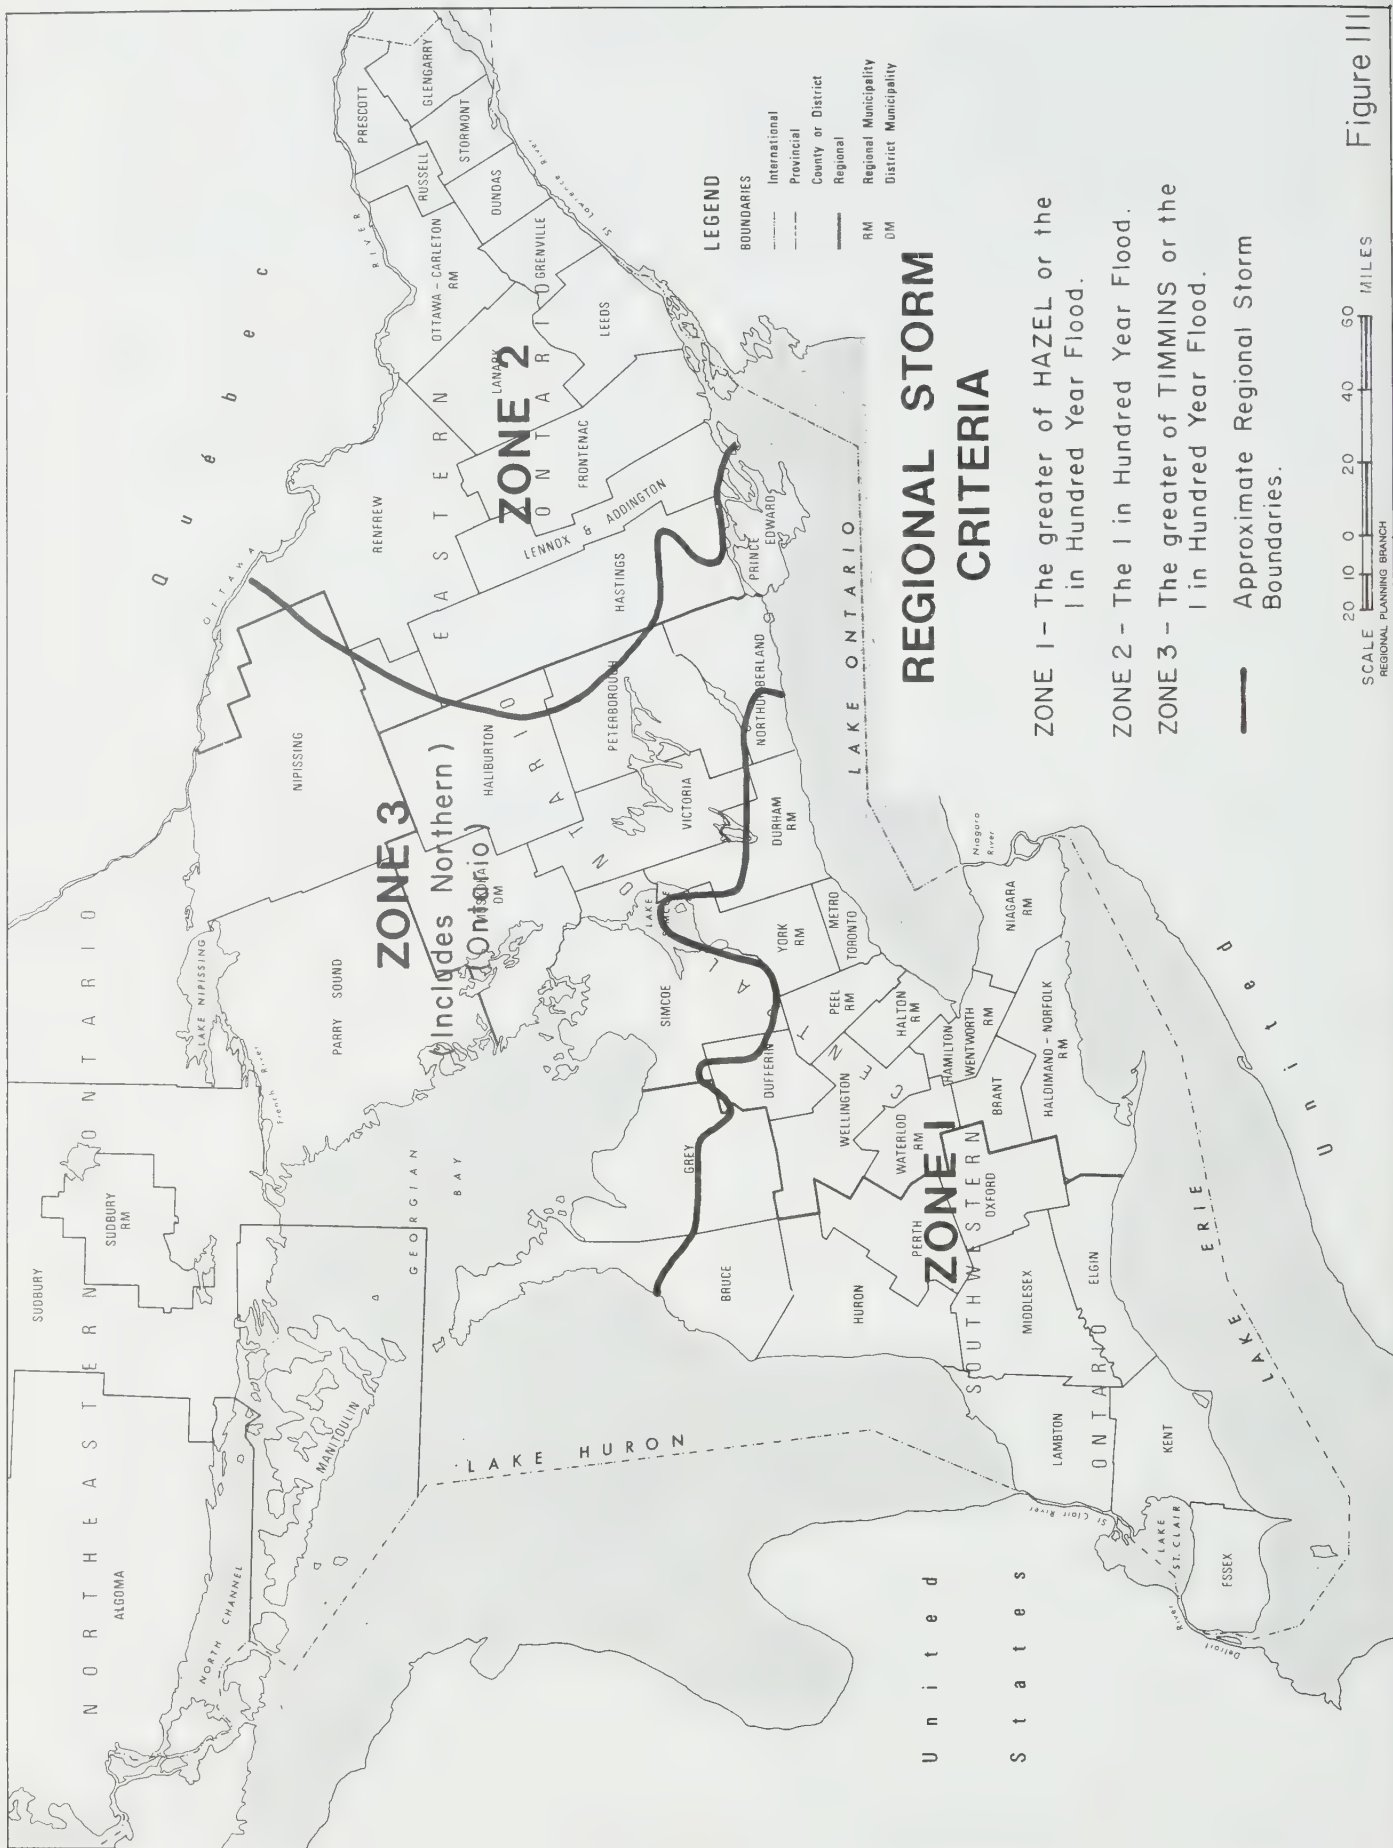 NORTHEASTERN ONTARIO
SUDBURY
SUDBURY
RM
ALGOMA
NORTH CHANNEL
MANITOULIN
LAKE NIPISSING
French River
GEORGIAN
BAY
PARRY SOUND
NIPISSING
Québec
OTTAWA
RIVER
ZONE 3
(Includes Northern)
Ontario)
DM
HALIBURTON
ONTARIO
EASTERN
ONTARIO
RENFREW
ZONE 2
LANARK
OTTAWA - CARLETON
RM
PRESCOTT
RUSSELL
GLENGARRY
STORMONT
DUNDAS
GRENVILLE
LEEDS
FRONTENAC
LENNOX & ADDINGTON
HASTINGS
PRINCE
EDWARD
St Lawrence River
PETERBOROUGH
VICTORIA
NORTHUMBERLAND
DURHAM
RM
LAKE
SIMCOE
YORK
RM
METRO
TORONTO
PEEL
RM
HALTON
RM
CENTRAL
DUFFERIN
GREY
BRUCE
WELLINGTON
WATERLOO
RM
HURON
PERTH
ZONE 1
SOUTHWESTERN
ONTARIO
OXFORD
BRANT
HAMILTON
WENTWORTH
RM
NIAGARA
RM
Niagara
River
HALDIMAND - NORFOLK
RM
MIDDLESEX
ELGIN
LAMBTON
KENT
ESSEX
LAKE
ST. CLAIR
St Clair River
Detroit
River
LAKE HURON
LAKE ONTARIO
LAKE ERIE
United
States
United
LEGEND
BOUNDARIES
International
Provincial
County or District
Regional
RM Regional Municipality
DM District Municipality
REGIONAL STORM
CRITERIA
ZONE 1 - The greater of HAZEL or the
1 in Hundred Year Flood.
ZONE 2 - The 1 in Hundred Year Flood.
ZONE 3 - The greater of TIMMINS or the
1 in Hundred Year Flood.
Approximate Regional Storm
Boundaries.
SCALE 20 10 0 20 40 60 MILES
REGIONAL PLANNING BRANCH
Figure III